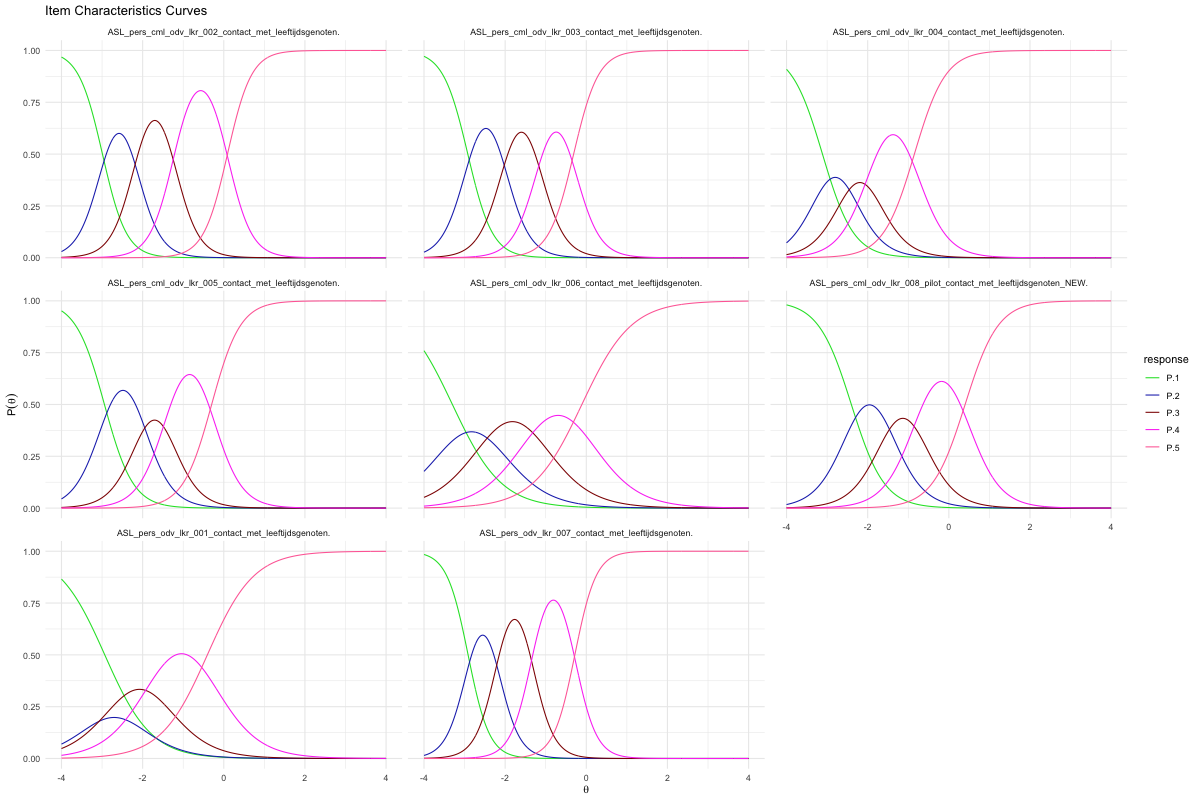 Item Characteristics Curves
ASL_pers_cml_odv_lkr_002_contact_met_leeftijdsgenoten.
ASL_pers_cml_odv_lkr_003_contact_met_leeftijdsgenoten.
ASL_pers_cml_odv_lkr_004_contact_met_leeftijdsgenoten.
1.00
0.75
0.50
0.25
0.00
ASL_pers_cml_odv_lkr_005_contact_met_leeftijdsgenoten.
ASL_pers_cml_odv_lkr_006_contact_met_leeftijdsgenoten.
ASL_pers_cml_odv_lkr_008_pilot_contact_met_leeftijdsgenoten_NEW.
1.00
0.75
0.50
0.25
0.00
P(θ)
-4 -2 0 2 4
ASL_pers_odv_lkr_001_contact_met_leeftijdsgenoten.
ASL_pers_odv_lkr_007_contact_met_leeftijdsgenoten.
1.00
0.75
0.50
0.25
0.00
-4 -2 0 2 4
-4 -2 0 2 4
θ
response
P.1
P.2
P.3
P.4
P.5